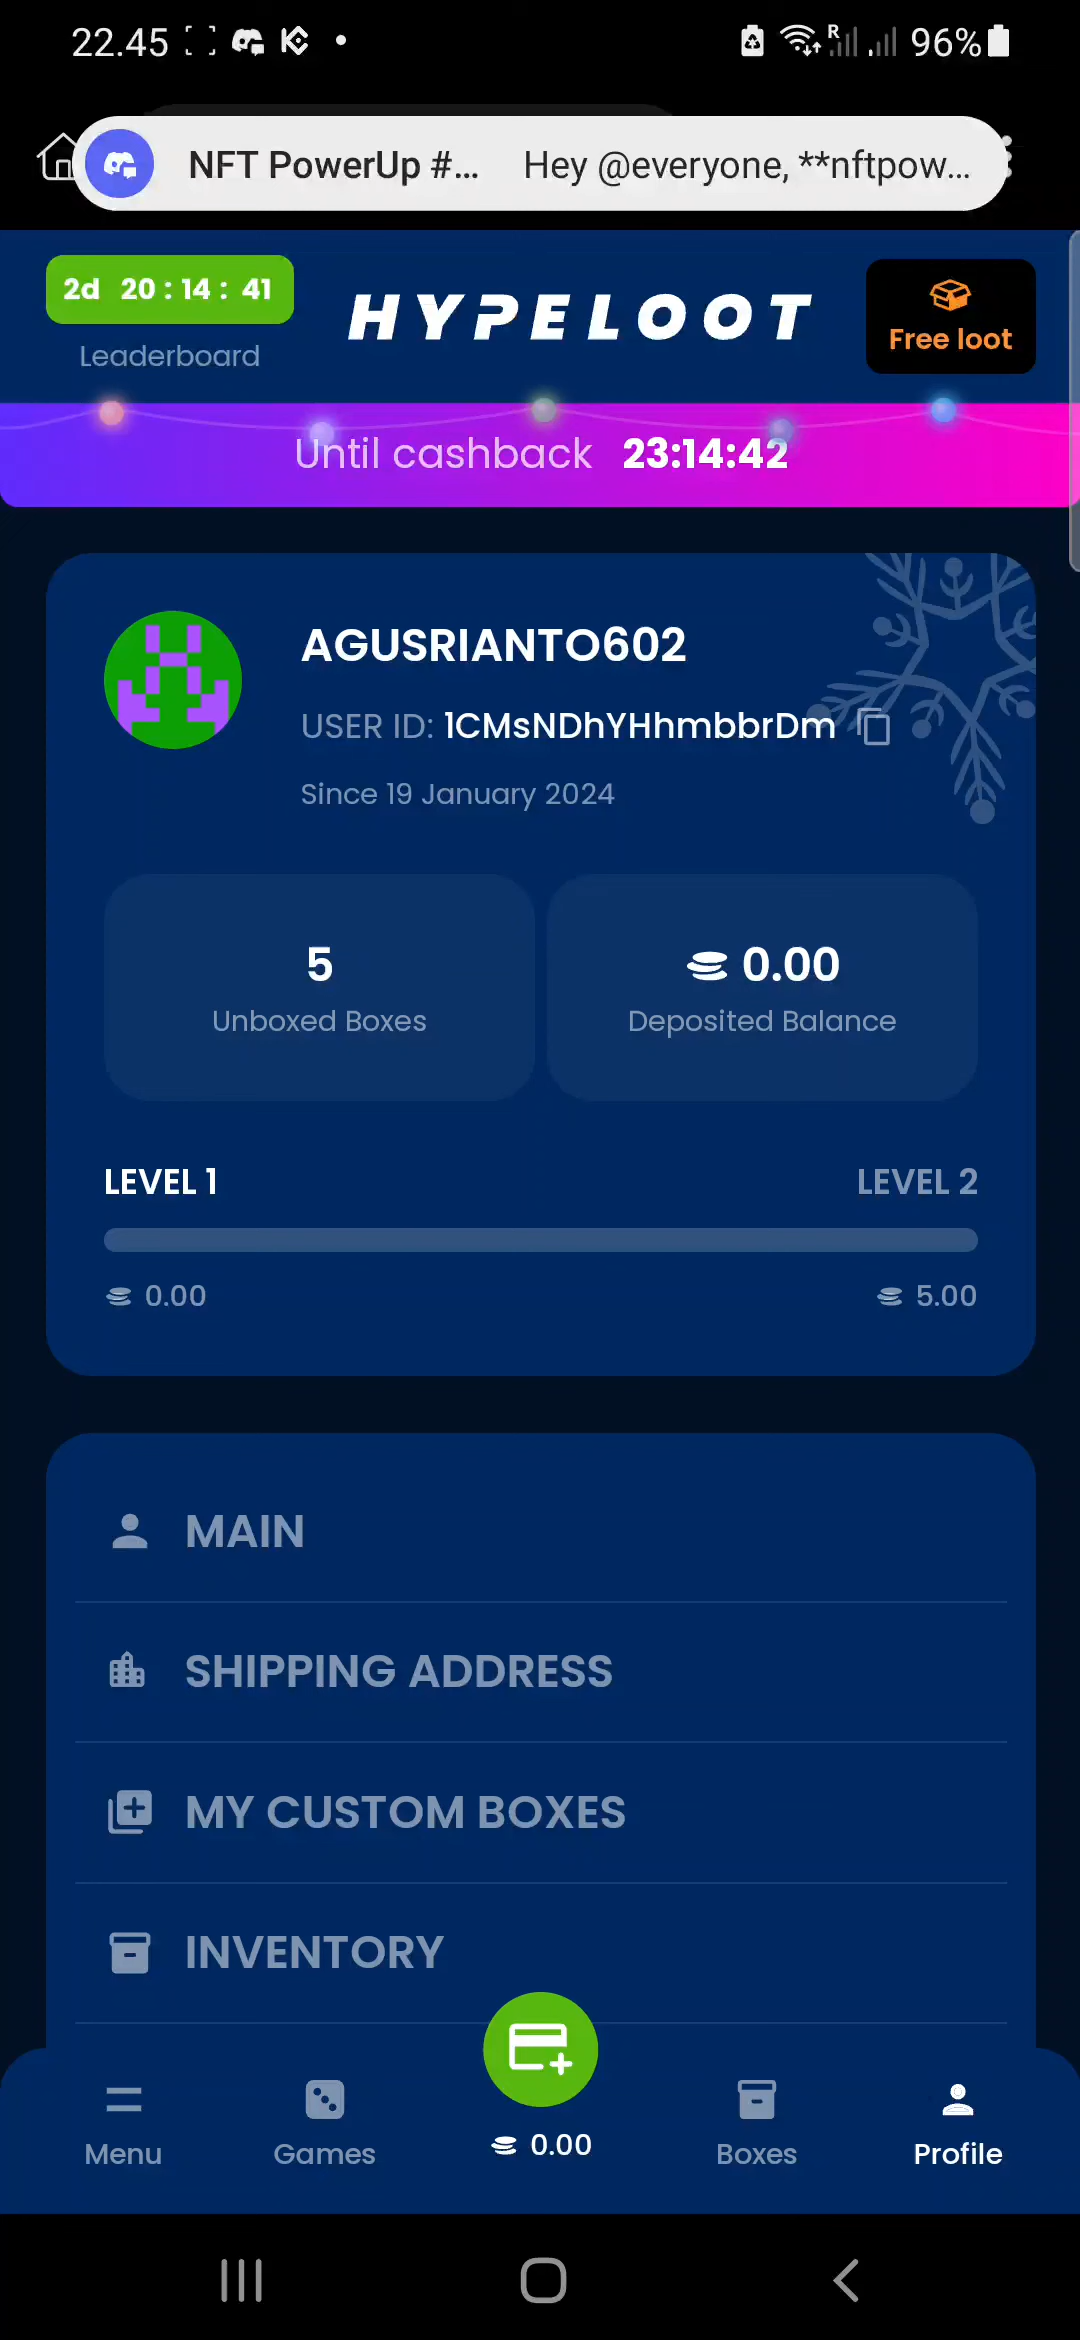 22.45
R
96%
NFT PowerUp #... Hey @everyone, **nftpow...
2d 20 : 14 : 41
Leaderboard
HYPELOOT
Free loot
Until cashback 23:14:42
AGUSRIANTO602
USER ID: 1CMsNDhYHhmbbrDm
Since 19 January 2024
5
Unboxed Boxes
0.00
Deposited Balance
LEVEL 1
LEVEL 2
0.00
5.00
MAIN
SHIPPING ADDRESS
MY CUSTOM BOXES
INVENTORY
Menu
Games
0.00
Boxes
Profile